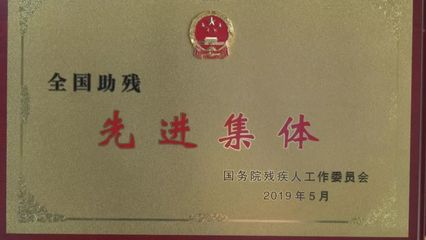 全国助残
先进集体
国务院残疾人工作委员会
2019年5月